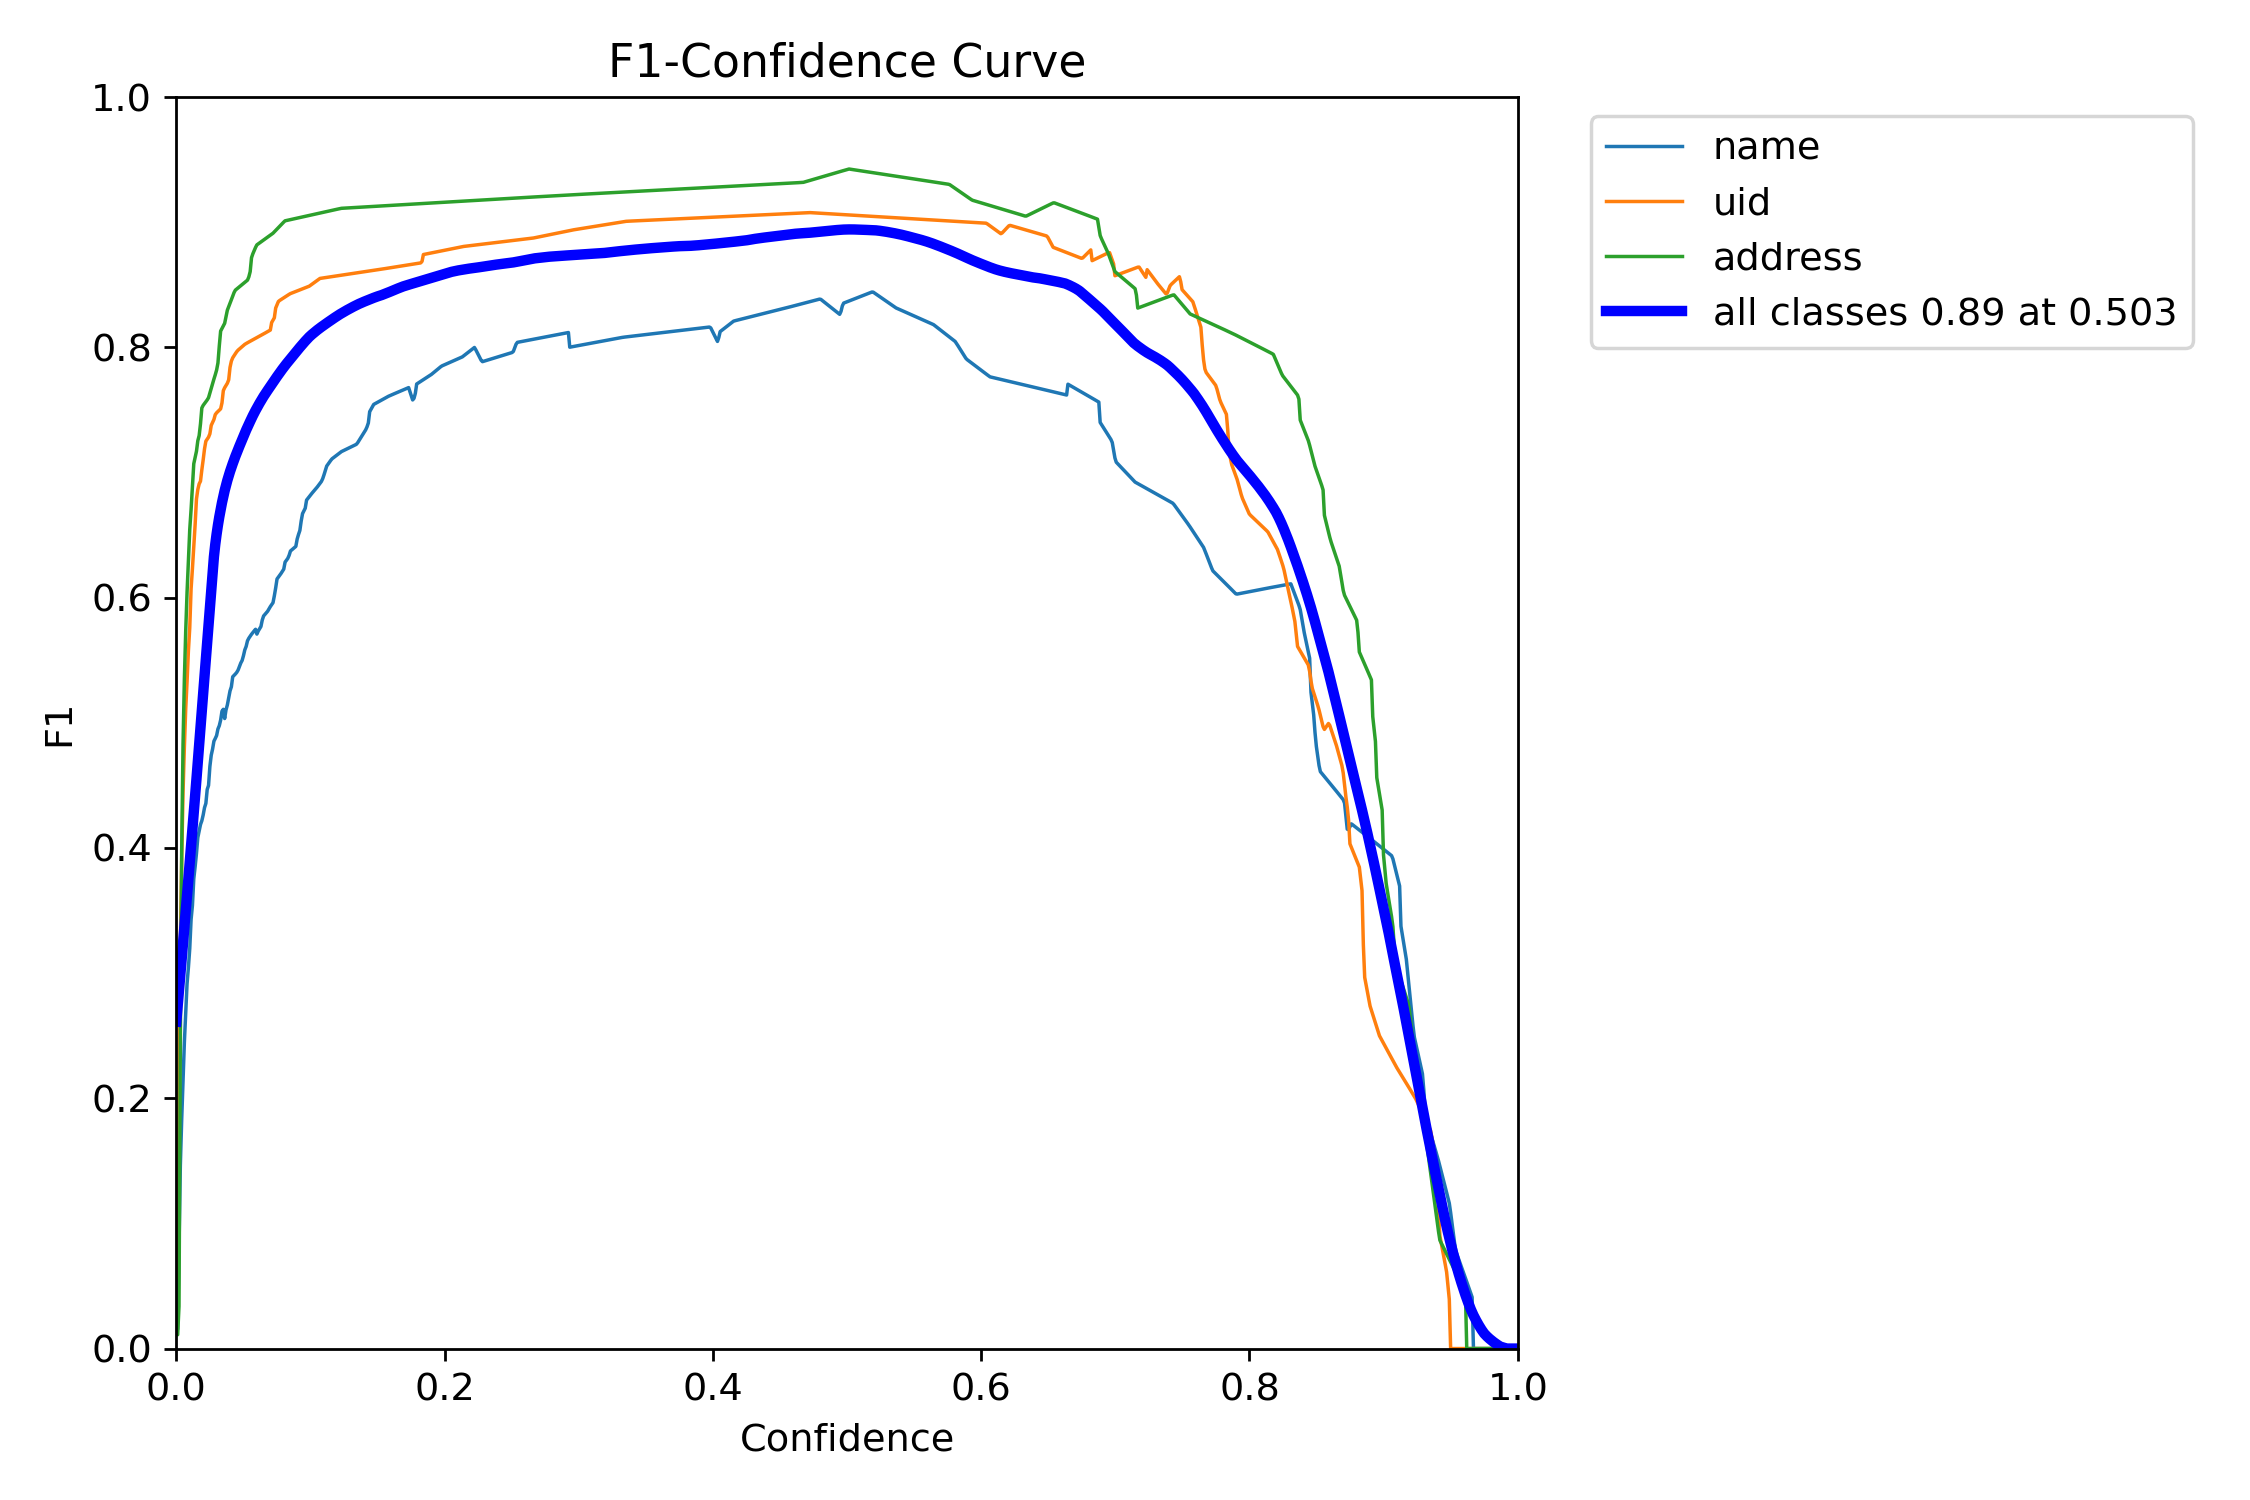 F1-Confidence Curve
1.0
0.8
0.6
0.4
0.2
0.0
F1
0.0 0.2 0.4 0.6 0.8 1.0
Confidence
name
uid
address
all classes 0.89 at 0.503